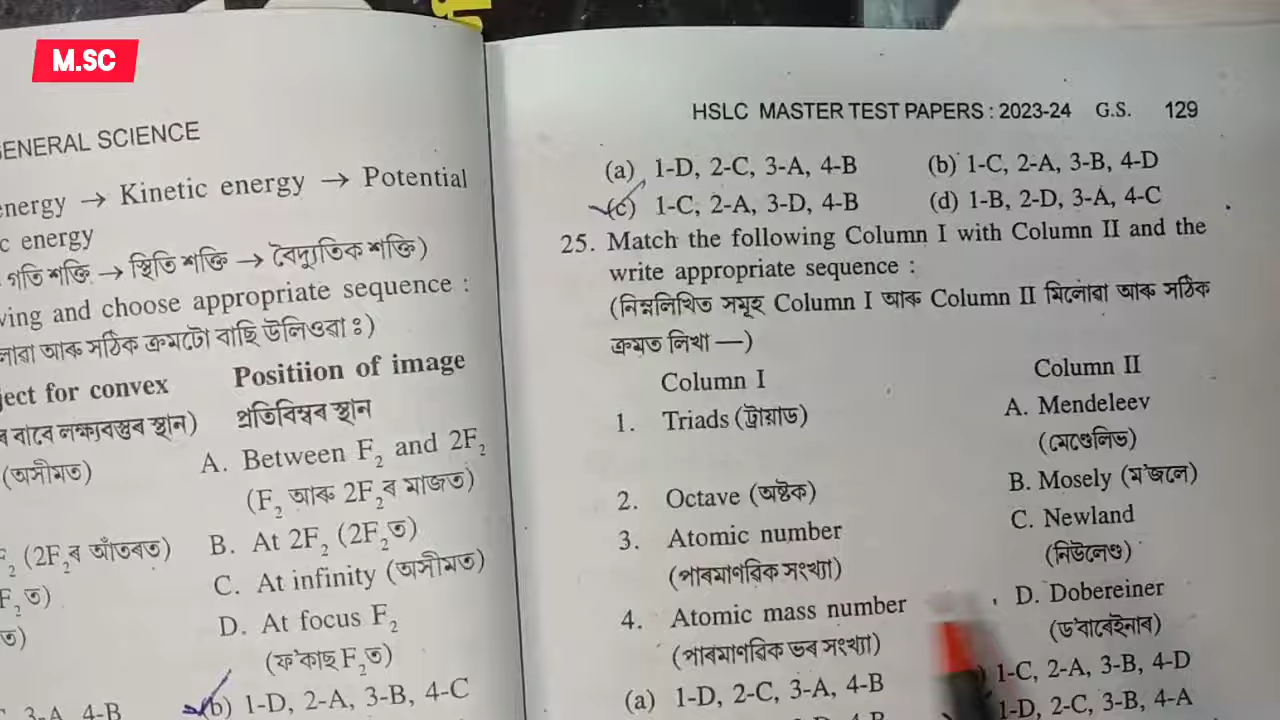 M.SC
GENERAL SCIENCE
energy → Kinetic energy → Potential
c energy
গতি শক্তি → স্থিতি শক্তি → বৈদ্যুতিক শক্তি)
ving and choose appropriate sequence :
লোৱা আৰু সঠিক ক্ৰমটো বাছি উলিওৱা ঃ)
ject for convex Positiion of image
ৰ বাবে লক্ষ্যবস্তুৰ স্থান) প্ৰতিবিম্বৰ স্থান
(অসীমত) A. Between F₂ and 2F₂
(F₂ আৰু 2F₂ৰ মাজত)
F₂ (2F₂ৰ আঁতৰত) B. At 2F₂ (2F₂ত)
F₂ ত) C. At infinity (অসীমত)
ত) D. At focus F₂
(ফ'কাছ F₂ত)
(b) 1-D, 2-A, 3-B, 4-C
3-A, 4-B
HSLC MASTER TEST PAPERS : 2023-24 G.S. 129
(a) 1-D, 2-C, 3-A, 4-B (b) 1-C, 2-A, 3-B, 4-D
(c) 1-C, 2-A, 3-D, 4-B (d) 1-B, 2-D, 3-A, 4-C
25. Match the following Column I with Column II and the
write appropriate sequence :
(নিম্নলিখিত সমূহ Column I আৰু Column II মিলোৱা আৰু সঠিক
ক্ৰমত লিখা —)
Column I Column II
1. Triads (ট্ৰায়াড) A. Mendeleev
(মেণ্ডেলিভ)
2. Octave (অষ্টক) B. Mosely (ম'জলে)
3. Atomic number C. Newland
(পাৰমাণৱিক সংখ্যা) (নিউলেণ্ড)
4. Atomic mass number D. Dobereiner
(পাৰমাণৱিক ভৰ সংখ্যা) (ড'বাৰেইনাৰ)
(a) 1-D, 2-C, 3-A, 4-B 1-C, 2-A, 3-B, 4-D
1-D, 2-C, 3-B, 4-A